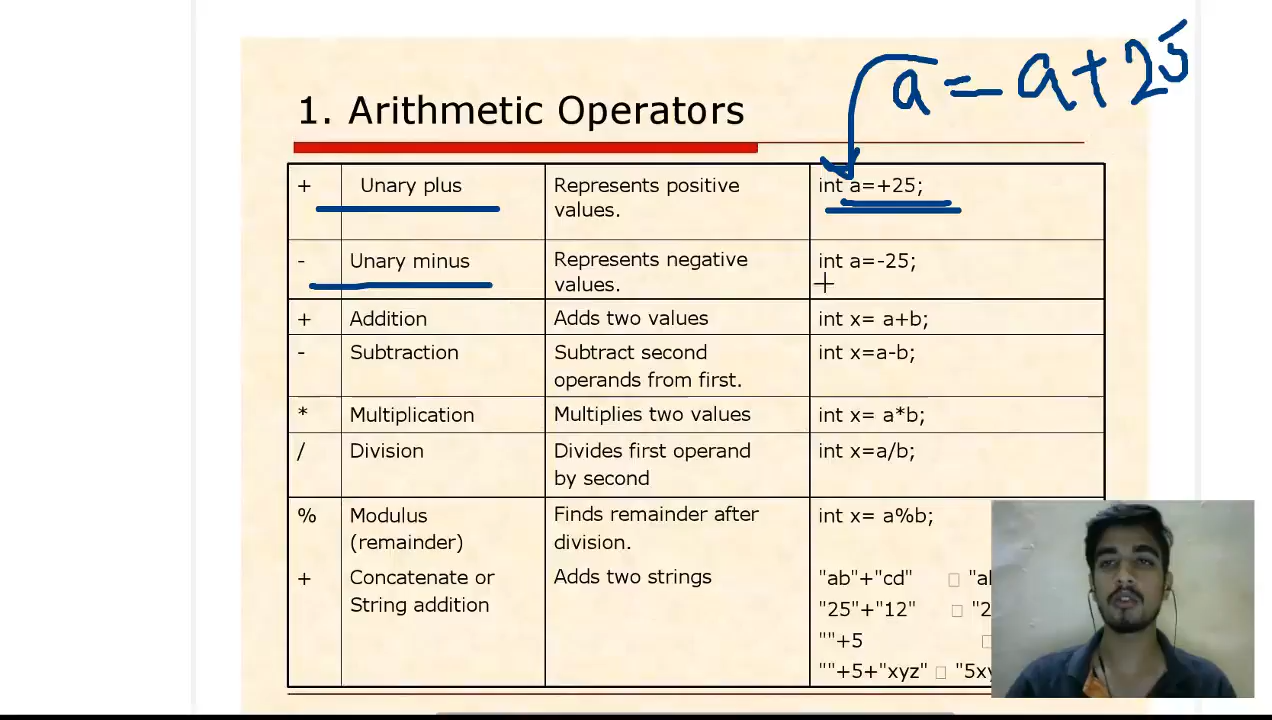 a = a + 25
1. Arithmetic Operators
+ Unary plus Represents positive values. int a=+25;
- Unary minus Represents negative values. int a=-25;
+ Addition Adds two values int x= a+b;
- Subtraction Subtract second operands from first. int x=a-b;
* Multiplication Multiplies two values int x= a*b;
/ Division Divides first operand by second int x=a/b;
% Modulus (remainder) Finds remainder after division. int x= a%b;
+ Concatenate or String addition Adds two strings "ab"+"cd"
"25"+"12"
""+5
""+5+"xyz"